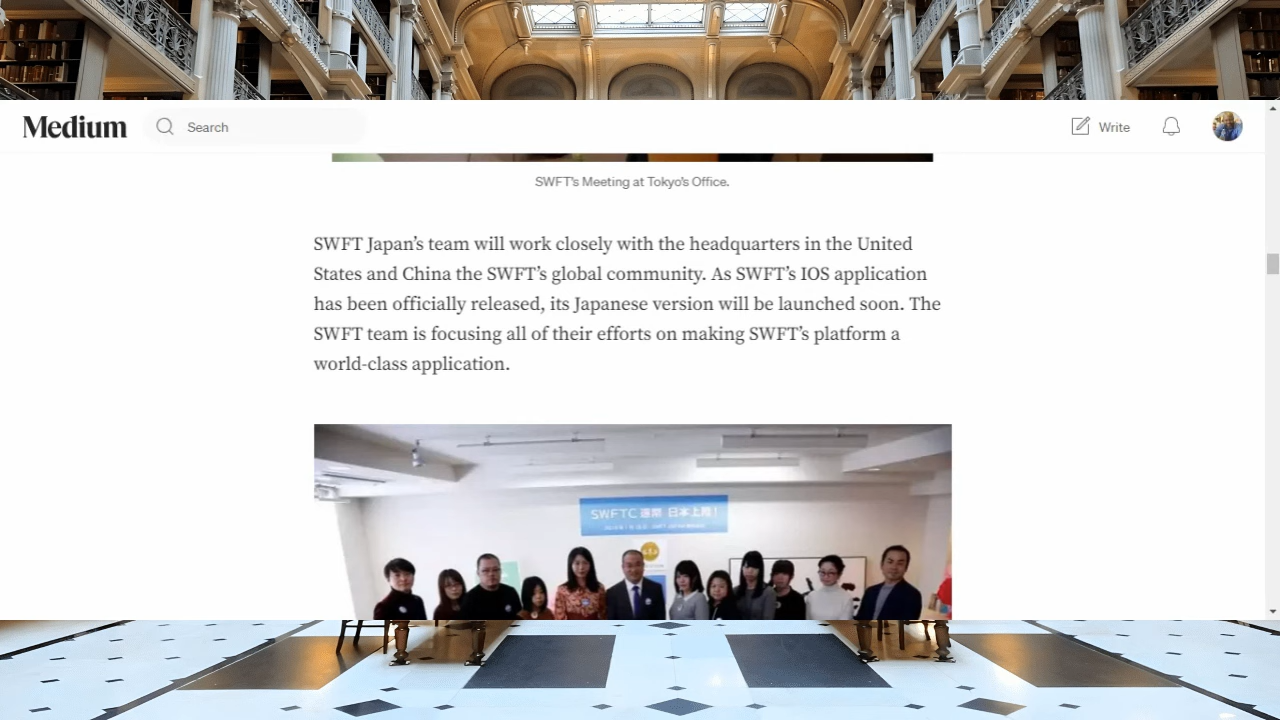 Medium
Search
Write
SWFT's Meeting at Tokyo's Office.
SWFT Japan's team will work closely with the headquarters in the United
States and China the SWFT's global community. As SWFT's IOS application
has been officially released, its Japanese version will be launched soon. The
SWFT team is focusing all of their efforts on making SWFT's platform a
world-class application.
SWFTC 速幣 日本上陸!